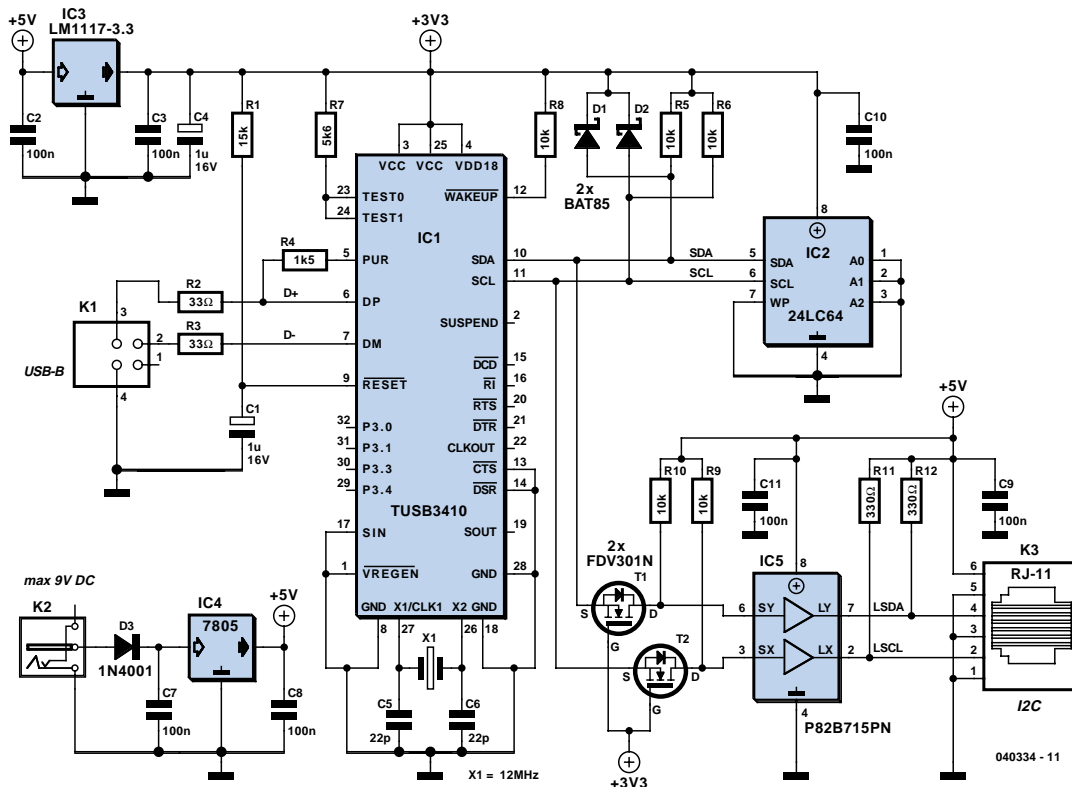 IC3
LM1117-3.3
+5V
+3V3
C2
100n
C3
100n
C4
1u
16V
R1
15k
R7
5k6
R8
10k
D1
D2
2x
BAT85
R5
10k
R6
10k
C10
100n
3
25
4
VCC
VCC
VDD18
IC1
TUSB3410
23
TEST0
24
TEST1
5
PUR
6
DP
7
DM
9
RESET
32
P3.0
31
P3.1
30
P3.3
29
P3.4
17
SIN
1
VREGEN
WAKEUP
12
SDA
10
SCL
11
SUSPEND
2
DCD
15
RI
16
RTS
20
DTR
21
CLKOUT
22
CTS
13
DSR
14
SOUT
19
GND
28
GND
X1/CLK1
X2
GND
8
27
26
18
R4
1k5
R2
33Ω
D+
R3
33Ω
D-
K1
3
2
1
4
USB-B
C1
1u
16V
SDA
SCL
8
IC2
24LC64
5
SDA
6
SCL
7
WP
A0
1
A1
2
A2
3
4
max 9V DC
K2
D3
1N4001
IC4
7805
+5V
C7
100n
C8
100n
X1
C5
22p
C6
22p
X1 = 12MHz
2x
FDV301N
T1
S
D
G
T2
S
D
G
+3V3
R10
10k
R9
10k
C11
100n
+5V
R11
330Ω
R12
330Ω
C9
100n
IC5
8
6
SY
LY
7
3
SX
LX
2
4
P82B715PN
LSDA
LSCL
K3
RJ-11
6
5
4
3
2
1
I2C
040334 - 11